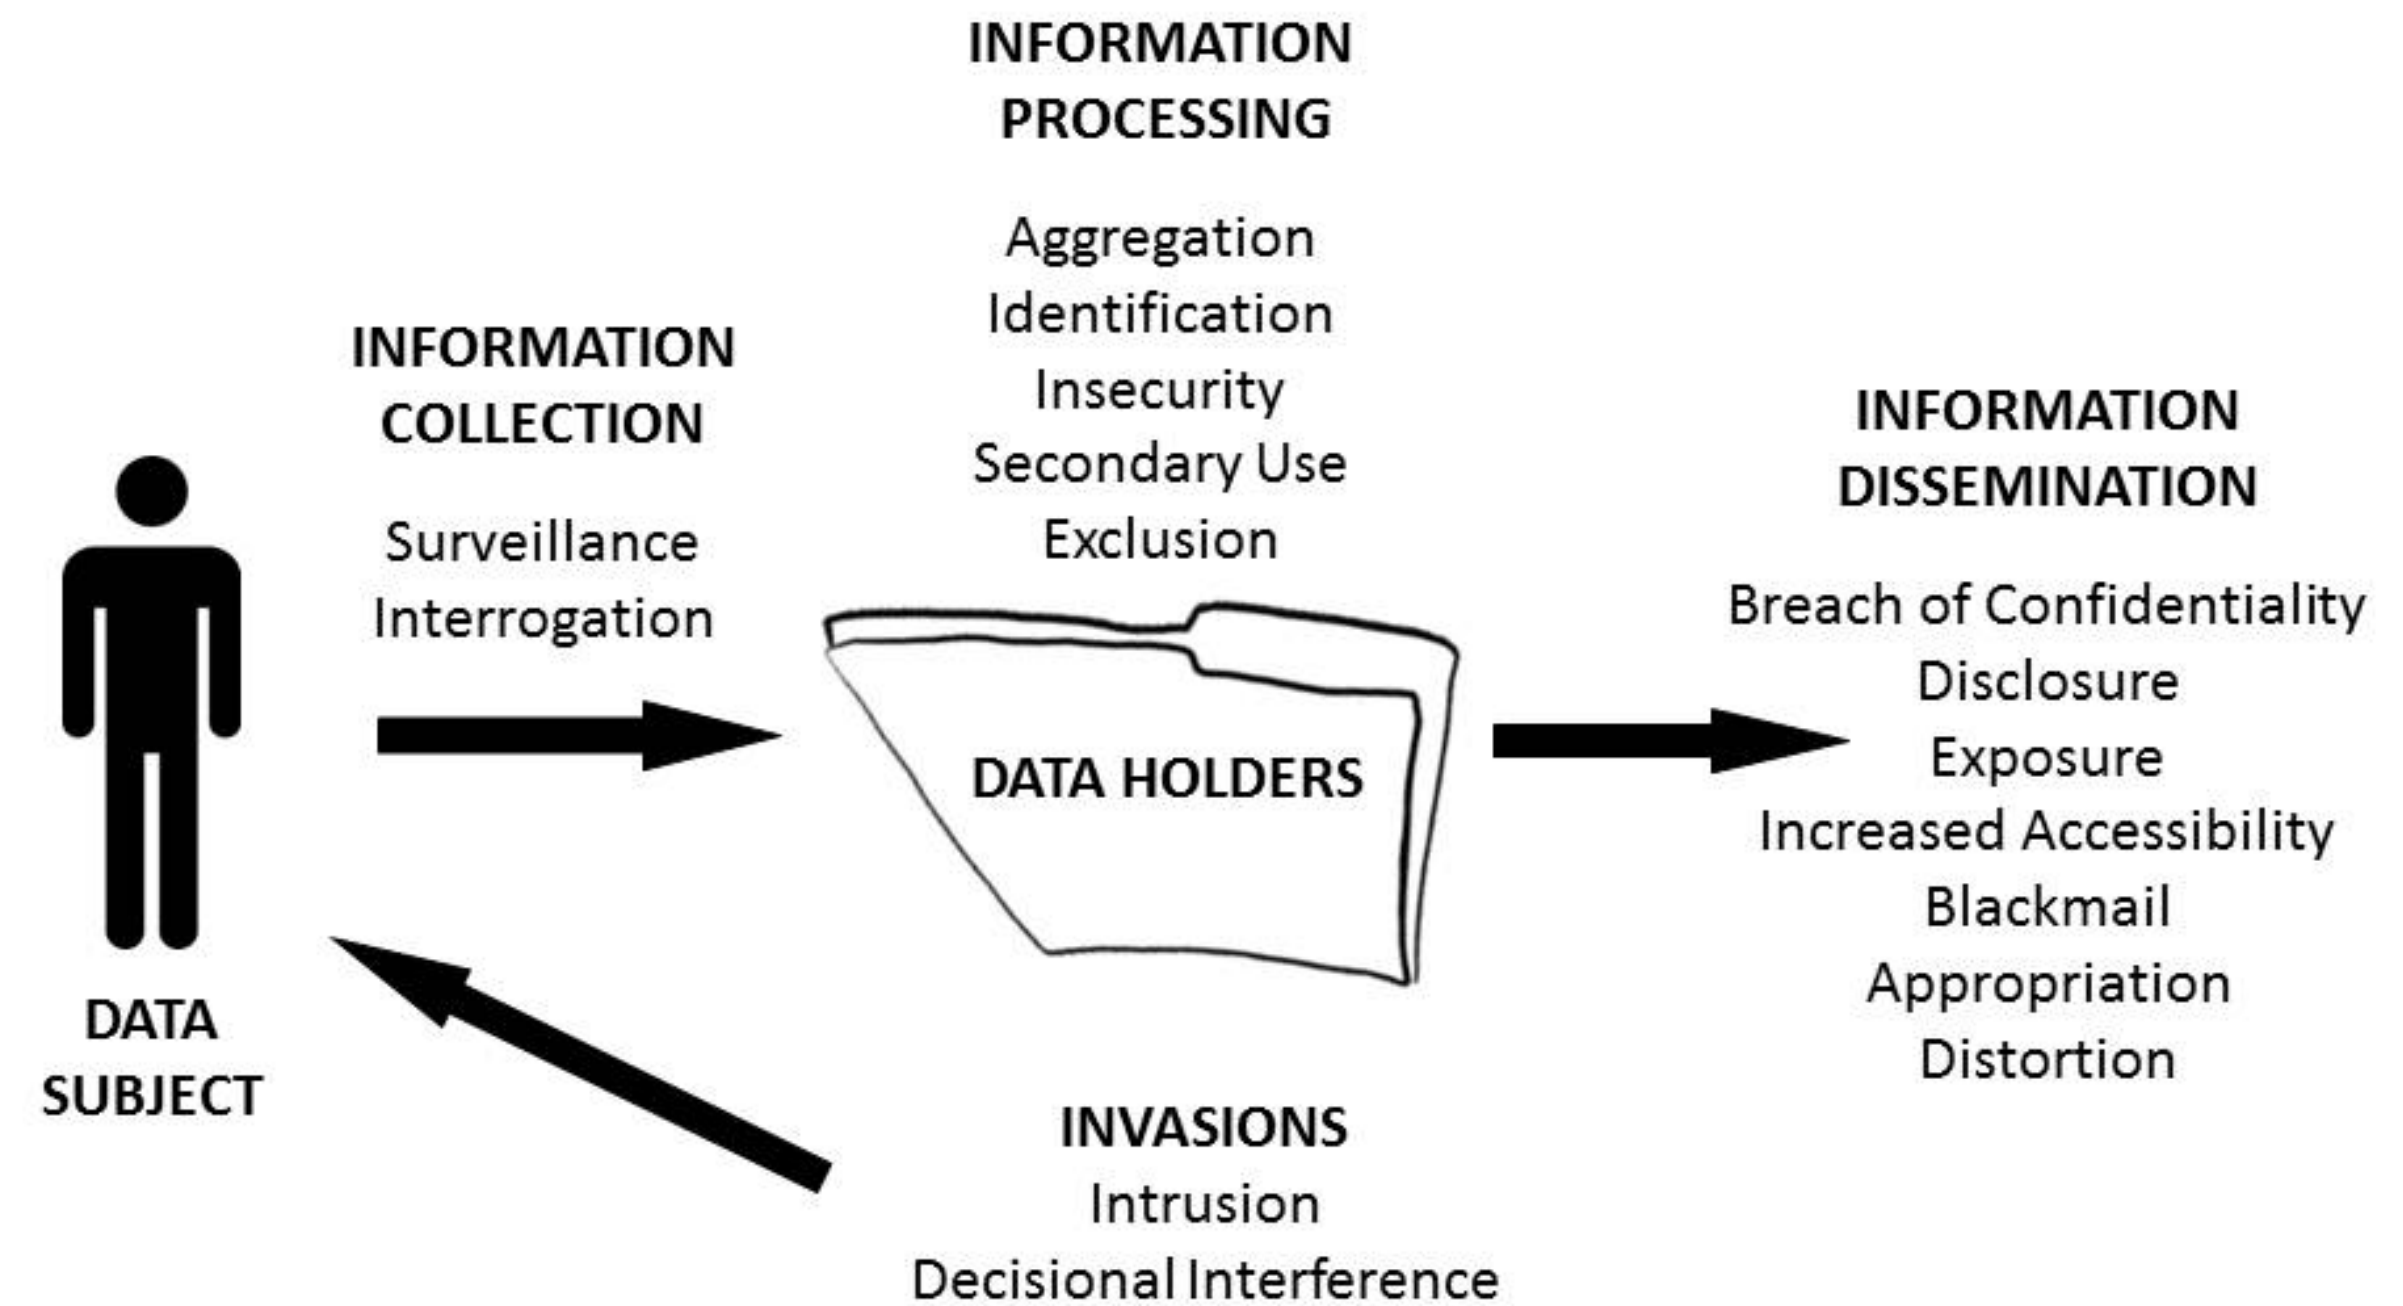 INFORMATION
PROCESSING
Aggregation
Identification
Insecurity
Secondary Use
Exclusion
INFORMATION
COLLECTION
Surveillance
Interrogation
INFORMATION
DISSEMINATION
Breach of Confidentiality
Disclosure
Exposure
Increased Accessibility
Blackmail
Appropriation
Distortion
DATA HOLDERS
DATA
SUBJECT
INVASIONS
Intrusion
Decisional Interference